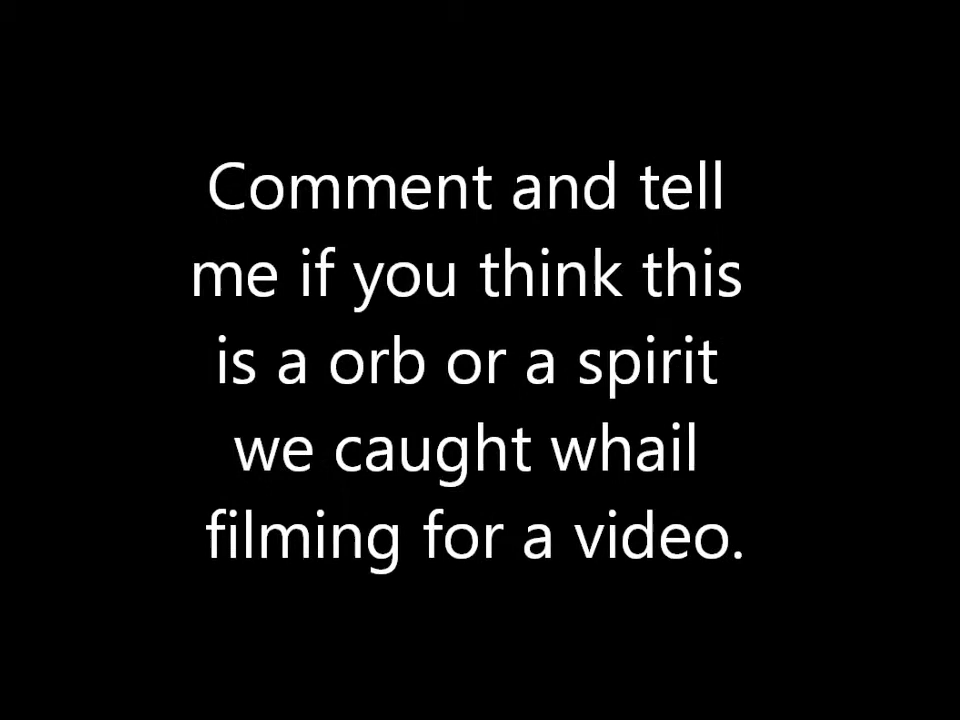 Comment and tell
me if you think this
is a orb or a spirit
we caught whail
filming for a video.